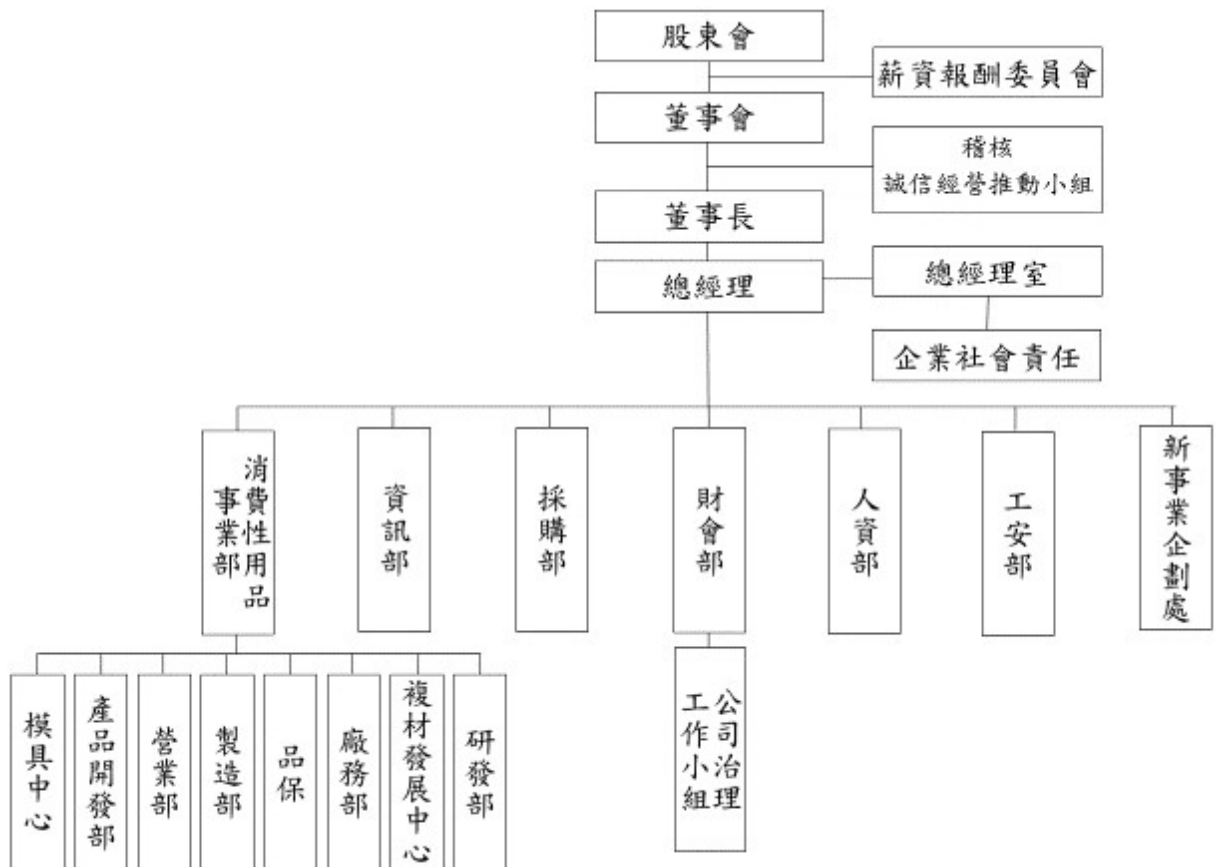 股東會
薪資報酬委員會
董事會
稽核
誠信經營推動小組
董事長
總經理
總經理室
企業社會責任
消費性用品
事業部
資訊部
採購部
財會部
人資部
工安部
新事業企劃處
模具中心
產品開發部
營業部
製造部
品保
廠務部
複材發展中心
研發部
公司治理
工作小組